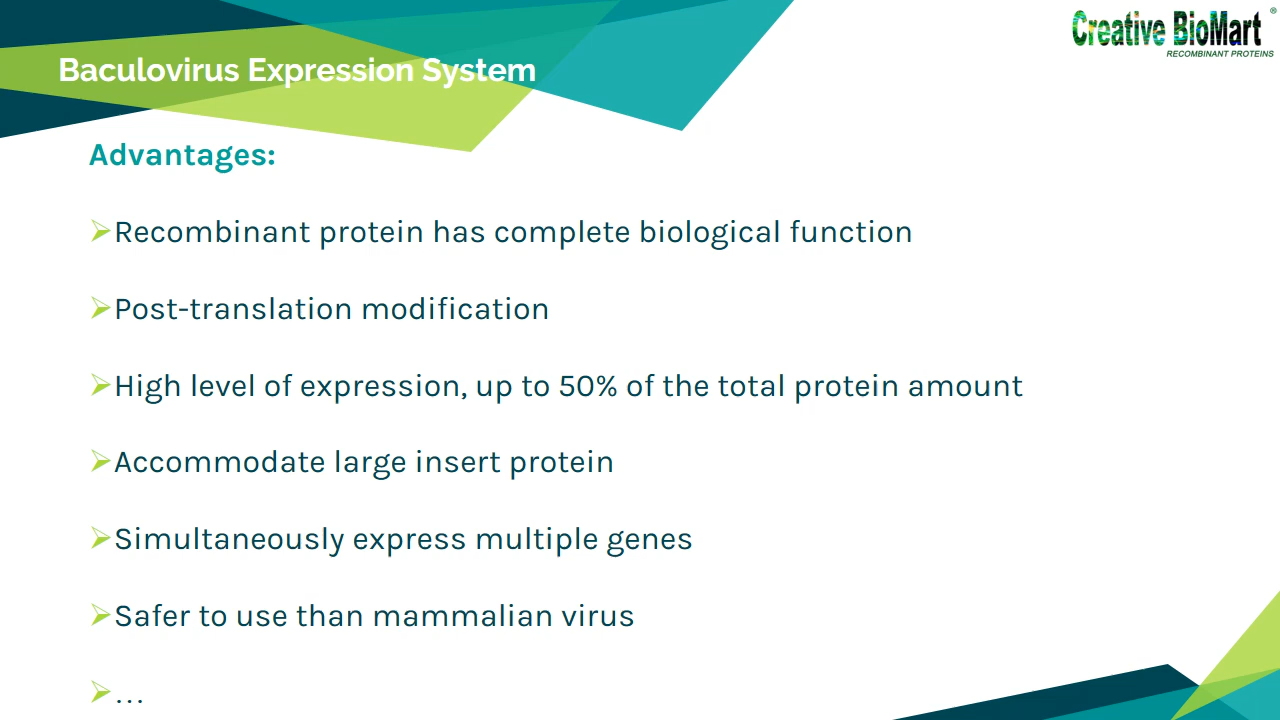 Creative BioMart®
RECOMBINANT PROTEINS
Baculovirus Expression System
Advantages:
➢Recombinant protein has complete biological function
➢Post-translation modification
➢High level of expression, up to 50% of the total protein amount
➢Accommodate large insert protein
➢Simultaneously express multiple genes
➢Safer to use than mammalian virus
➢...